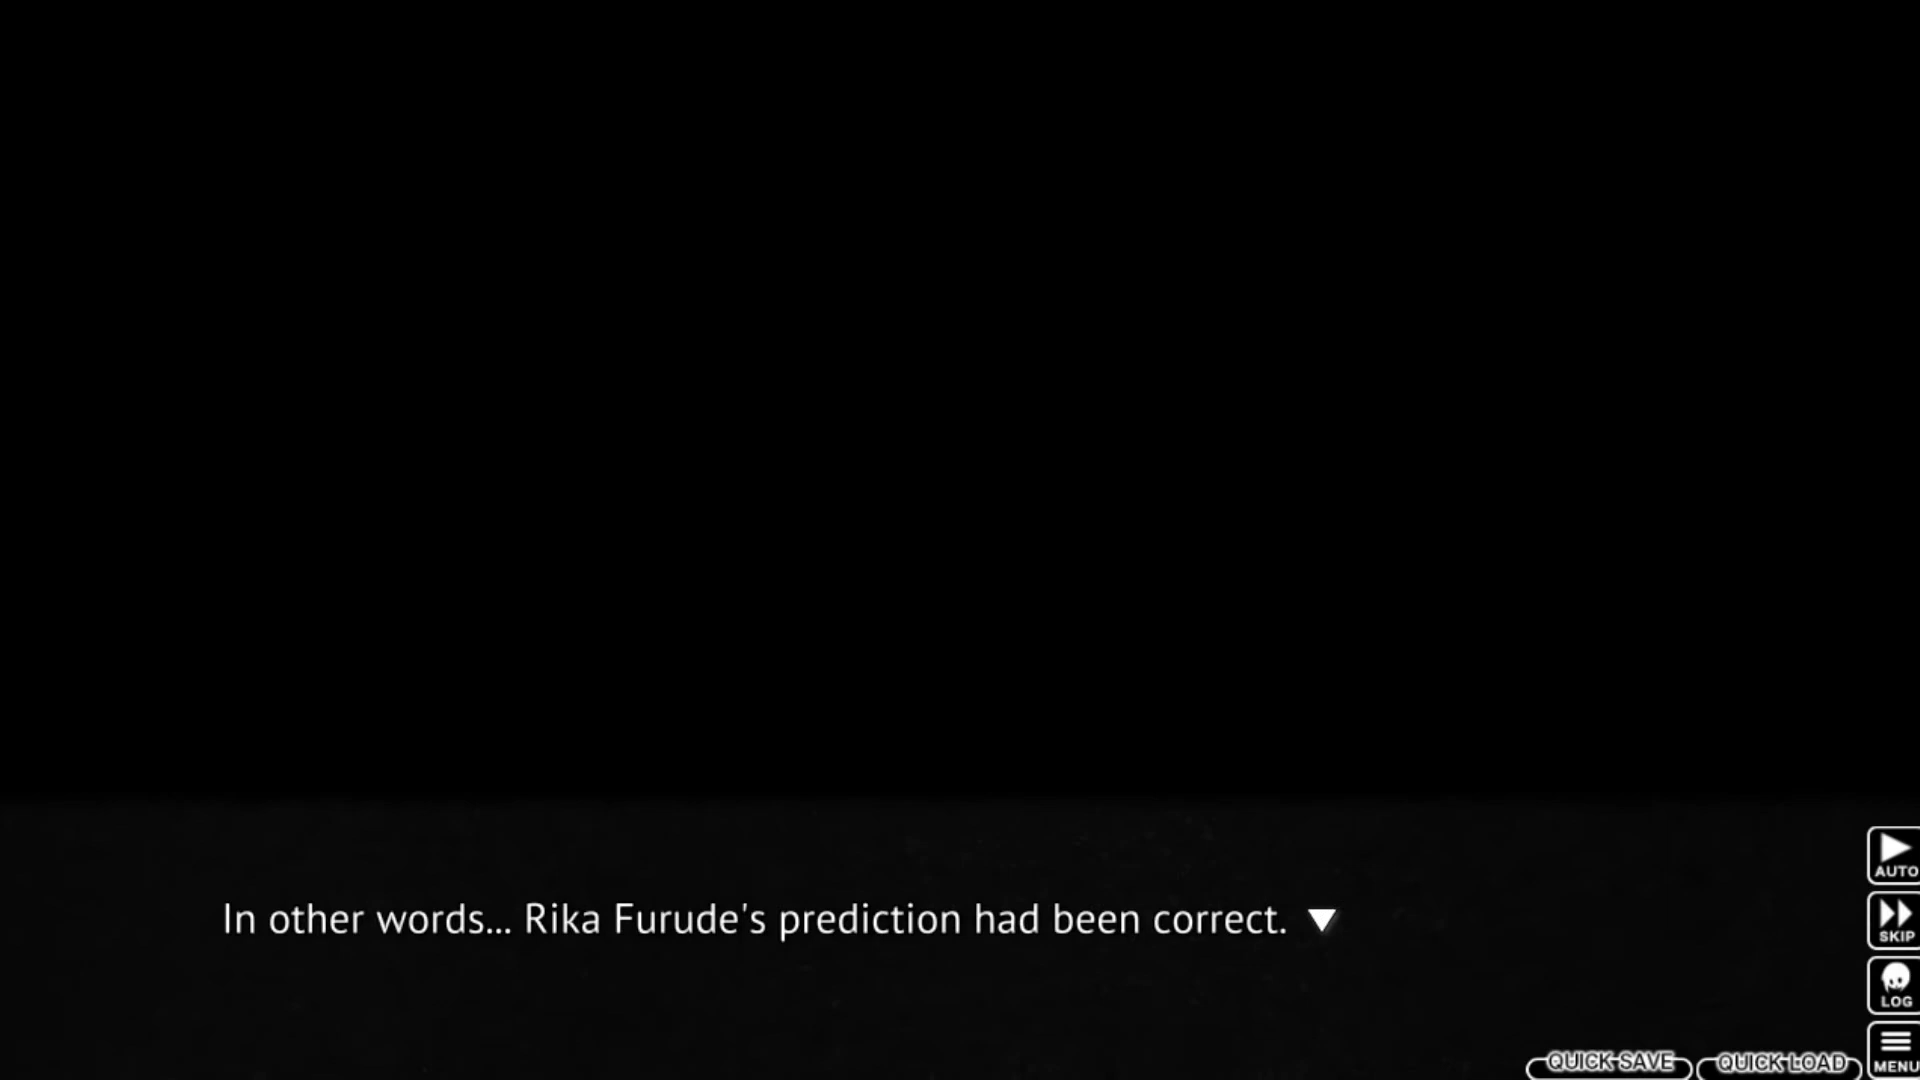 In other words... Rika Furude's prediction had been correct.
AUTO
SKIP
LOG
MENU
QUICK SAVE QUICK LOAD